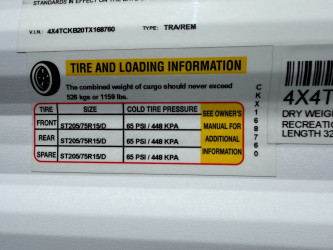 STANDARDS IN EFFECT ON THE
V.I.N.: 4X4TCKB20TX168760 TYPE: TRA/REM
TIRE AND LOADING INFORMATION
The combined weight of cargo should never exceed
526 kgs or 1159 lbs.
TIRE SIZE COLD TIRE PRESSURE SEE OWNER'S
FRONT ST205/75R15/D 65 PSI / 448 KPA MANUAL FOR
REAR ST205/75R15/D 65 PSI / 448 KPA ADDITIONAL
SPARE ST205/75R15/D 65 PSI / 448 KPA INFORMATION
CKX168760
4X4T
DRY WEIG
RECREATIO
LENGTH 32